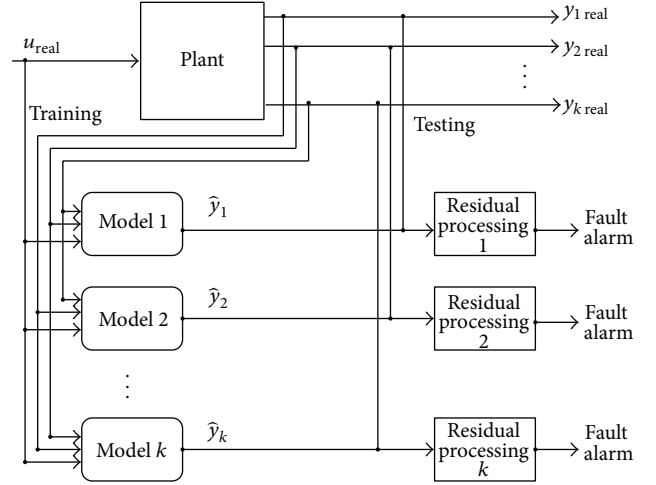 y1 real
u real
y2 real
Plant
⋮
yk real
Training
Testing
Model 1
ŷ1
Residual
processing
1
Fault
alarm
Model 2
ŷ2
Residual
processing
2
Fault
alarm
⋮
Model k
ŷk
Residual
processing
k
Fault
alarm